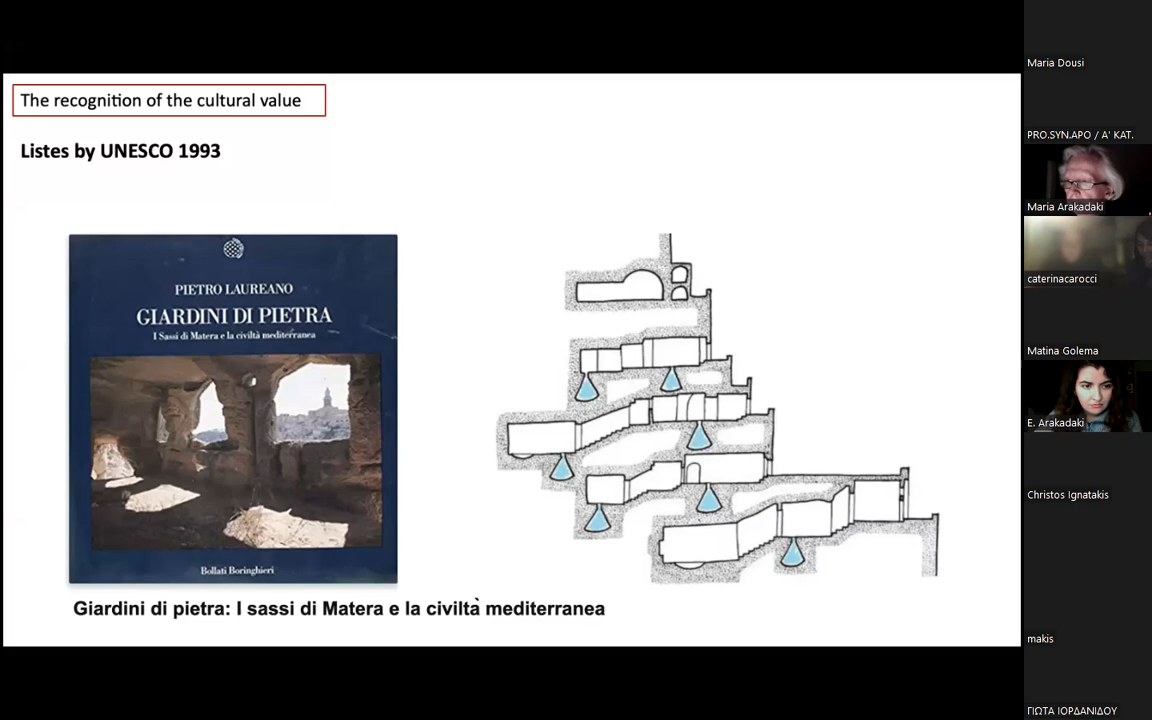 The recognition of the cultural value
Listes by UNESCO 1993
PIETRO LAUREANO
GIARDINI DI PIETRA
I Sassi di Matera e la civiltà mediterranea
Bollati Boringhieri
Giardini di pietra: I sassi di Matera e la civiltà mediterranea
Maria Dousi
PRO.SYN.APO / A' KAT.
Maria Arakadaki
caterinacarocci
Matina Golema
E. Arakadaki
Christos Ignatakis
makis
ΓΙΩΤΑ ΙΟΡΔΑΝΙΔΟΥ